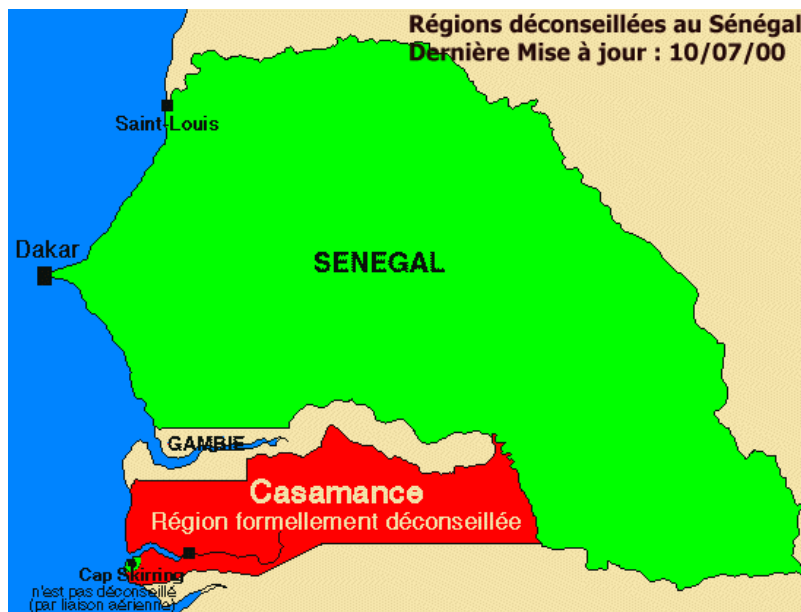 Régions déconseillées au Sénégal
Dernière Mise à jour : 10/07/00
Saint-Louis
Dakar
SENEGAL
GAMBIE
Casamance
Région formellement déconseillée
Cap Skirring
n'est pas déconseillé
(par liaison aérienne)